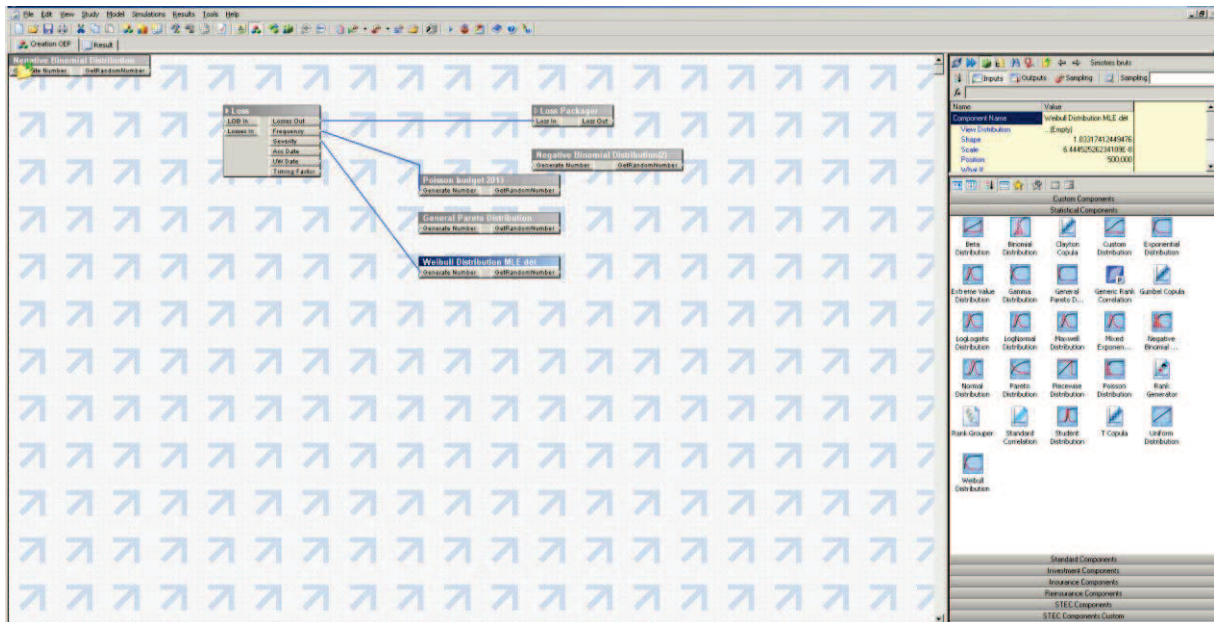 File Edit View Study Model Simulations Results Tools Help
Creation OEP Result
Negative Binomial Distribution
GetRandomNumber
Loss
LOB In Losses Out
Losses In Frequency
Severity
Acc Date
UW Date
Timing Factor
Loss Packager
Loss In Loss Out
Negative Binomial Distribution(2)
Generate Number GetRandomNumber
Poisson budget 2013
Generate Number GetRandomNumber
General Pareto Distribution
Generate Number GetRandomNumber
Weibull Distribution MLE dét
Generate Number GetRandomNumber
Sinistres bruts
Inputs Outputs Sampling Sampling
Name Value
Component Name Weibull Distribution MLE dét
View Distribution ...(Empty)
Shape
Scale
Position 500,000
What If
Custom Components
Statistical Components
Beta Distribution
Binomial Distribution
Clayton Copula
Custom Distribution
Exponential Distribution
Extreme Value Distribution
Gamma Distribution
General Pareto D...
Generic Rank Correlation
Gumbel Copula
LogLogistic Distribution
LogNormal Distribution
Maxwell Distribution
Mixed Exponen...
Negative Binomial ...
Normal Distribution
Pareto Distribution
Piecewise Distribution
Poisson Distribution
Rank Generator
Rank Grouper
Standard Correlation
Student Distribution
T Copula
Uniform Distribution
Weibull Distribution
Standard Components
Investment Components
Insurance Components
Reinsurance Components
STEC Components
STEC Components Custom